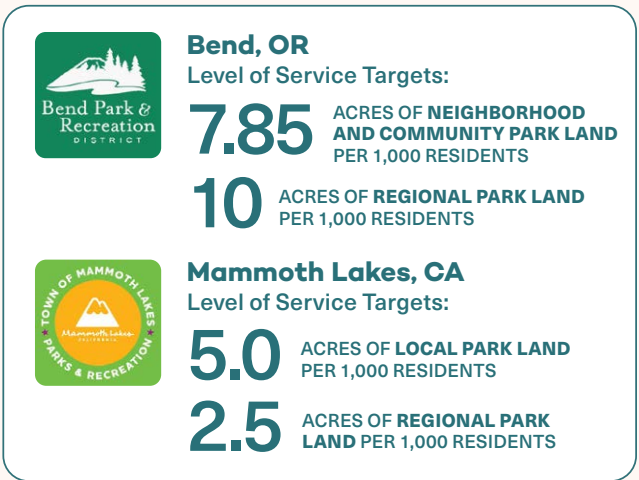 Bend Park &
Recreation
DISTRICT
Bend, OR
Level of Service Targets:
7.85
ACRES OF NEIGHBORHOOD
AND COMMUNITY PARK LAND
PER 1,000 RESIDENTS
10
ACRES OF REGIONAL PARK LAND
PER 1,000 RESIDENTS
TOWN OF MAMMOTH LAKES
Mammoth Lakes
CALIFORNIA
PARKS & RECREATION
Mammoth Lakes, CA
Level of Service Targets:
5.0
ACRES OF LOCAL PARK LAND
PER 1,000 RESIDENTS
2.5
ACRES OF REGIONAL PARK
LAND PER 1,000 RESIDENTS